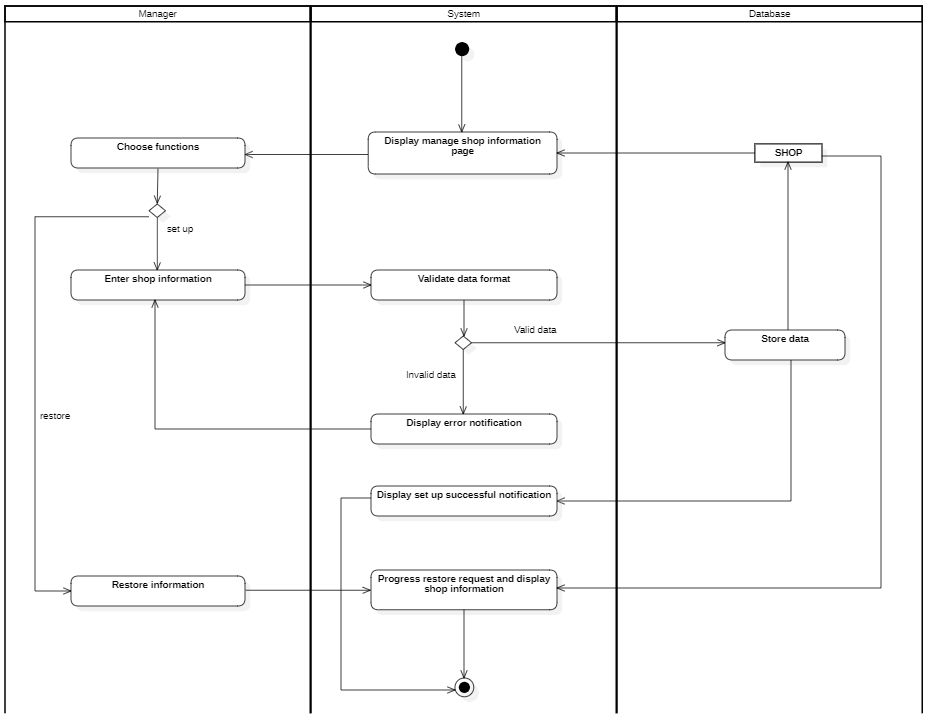 Manager
System
Database
Display manage shop information
page
Choose functions
SHOP
set up
Enter shop information
Validate data format
Valid data
Store data
Invalid data
restore
Display error notification
Display set up successful notification
Restore information
Progress restore request and display
shop information